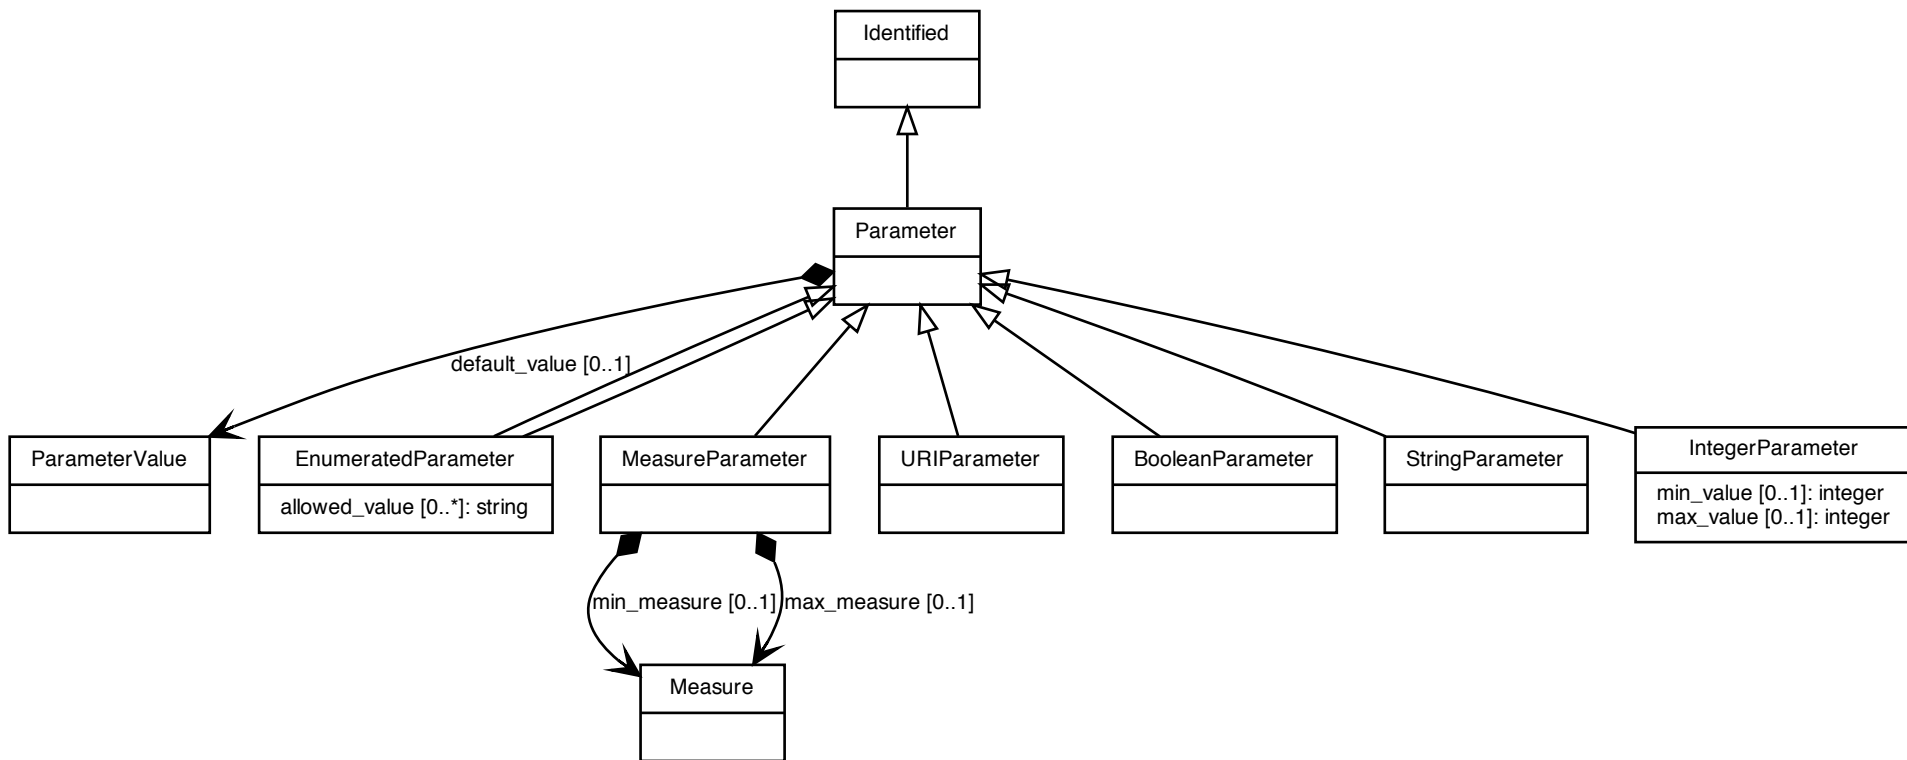 Identified
Parameter
default_value [0..1]
ParameterValue
EnumeratedParameter
allowed_value [0..*]: string
MeasureParameter
URIParameter
BooleanParameter
StringParameter
IntegerParameter
min_value [0..1]: integer
max_value [0..1]: integer
min_measure [0..1]
max_measure [0..1]
Measure